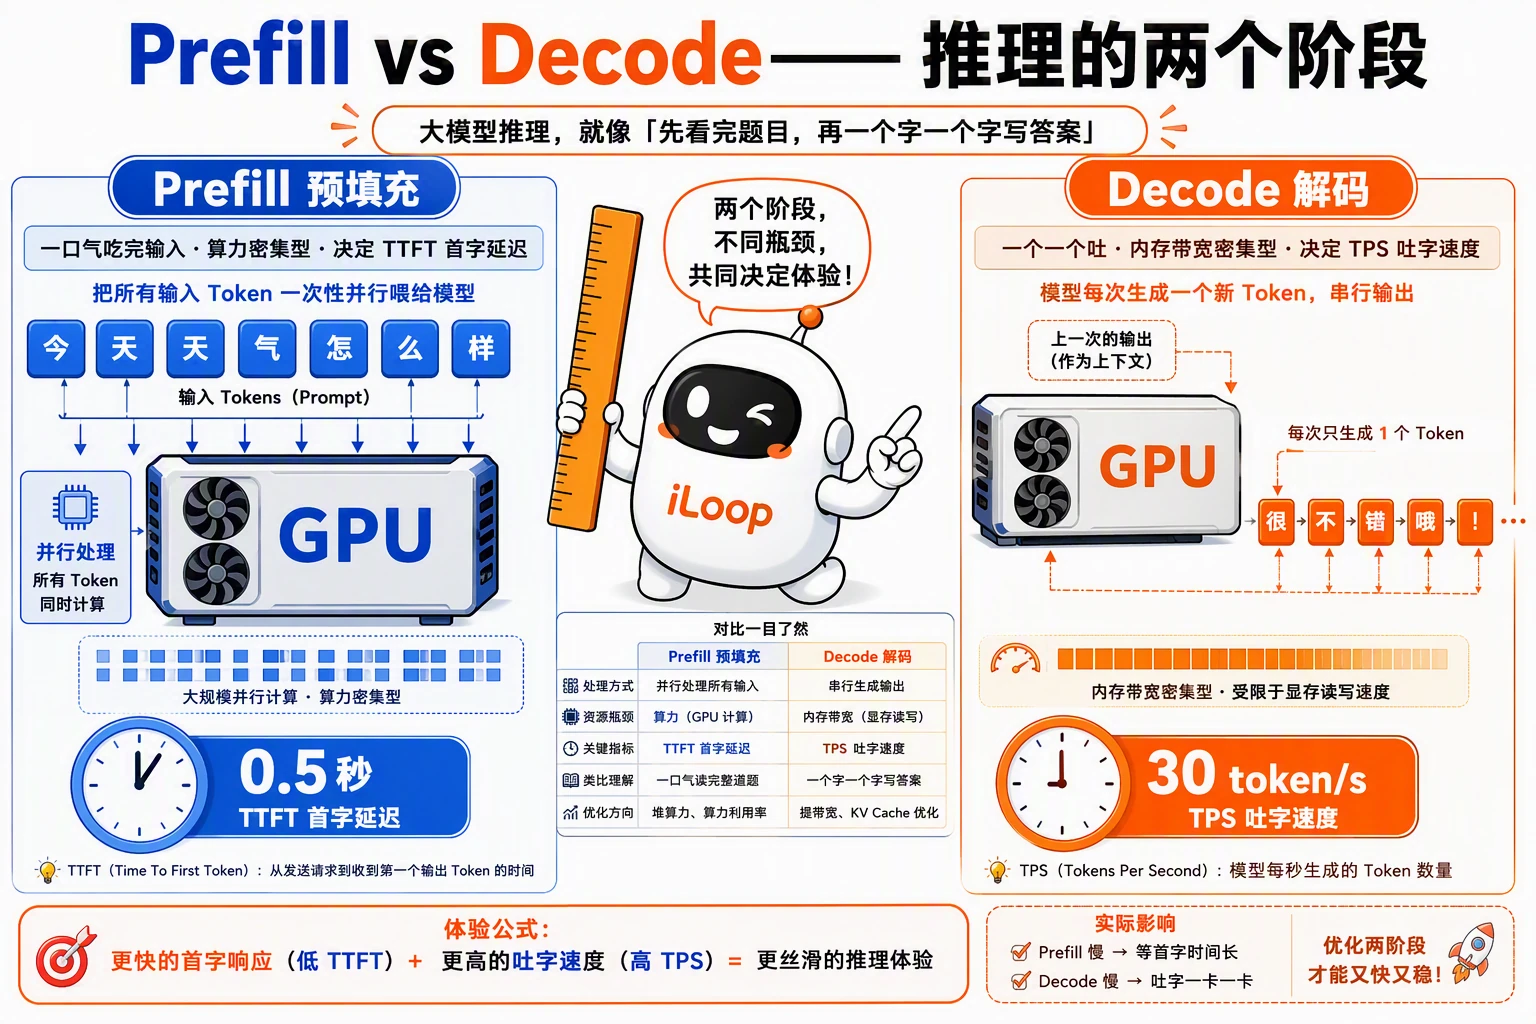 Prefill vs Decode—— 推理的两个阶段
大模型推理，就像「先看完题目，再一个字一个字写答案」
Prefill 预填充
一口气吃完输入 · 算力密集型 · 决定 TTFT 首字延迟
把所有输入 Token 一次性并行喂给模型
今 天 天 气 怎 么 样
输入 Tokens（Prompt）
并行处理
所有 Token
同时计算
GPU
大规模并行计算 · 算力密集型
0.5 秒
TTFT 首字延迟
TTFT（Time To First Token）：从发送请求到收到第一个输出 Token 的时间
两个阶段，
不同瓶颈，
共同决定体验！
iLoop
对比一目了然
Prefill 预填充 Decode 解码
处理方式 并行处理所有输入 串行生成输出
资源瓶颈 算力（GPU 计算） 内存带宽（显存读写）
关键指标 TTFT 首字延迟 TPS 吐字速度
类比理解 一口气读完整道题 一个字一个字写答案
优化方向 堆算力、算力利用率 提带宽、KV Cache 优化
Decode 解码
一个一个吐 · 内存带宽密集型 · 决定 TPS 吐字速度
模型每次生成一个新 Token，串行输出
上一次的输出
（作为上下文）
GPU
每次只生成 1 个 Token
很 不 错 哦 ！ ...
内存带宽密集型 · 受限于显存读写速度
30 token/s
TPS 吐字速度
TPS（Tokens Per Second）：模型每秒生成的 Token 数量
体验公式：
更快的首字响应（低 TTFT）+ 更高的吐字速度（高 TPS）= 更丝滑的推理体验
实际影响
Prefill 慢 → 等首字时间长
Decode 慢 → 吐字一卡一卡
优化两阶段
才能又快又稳！